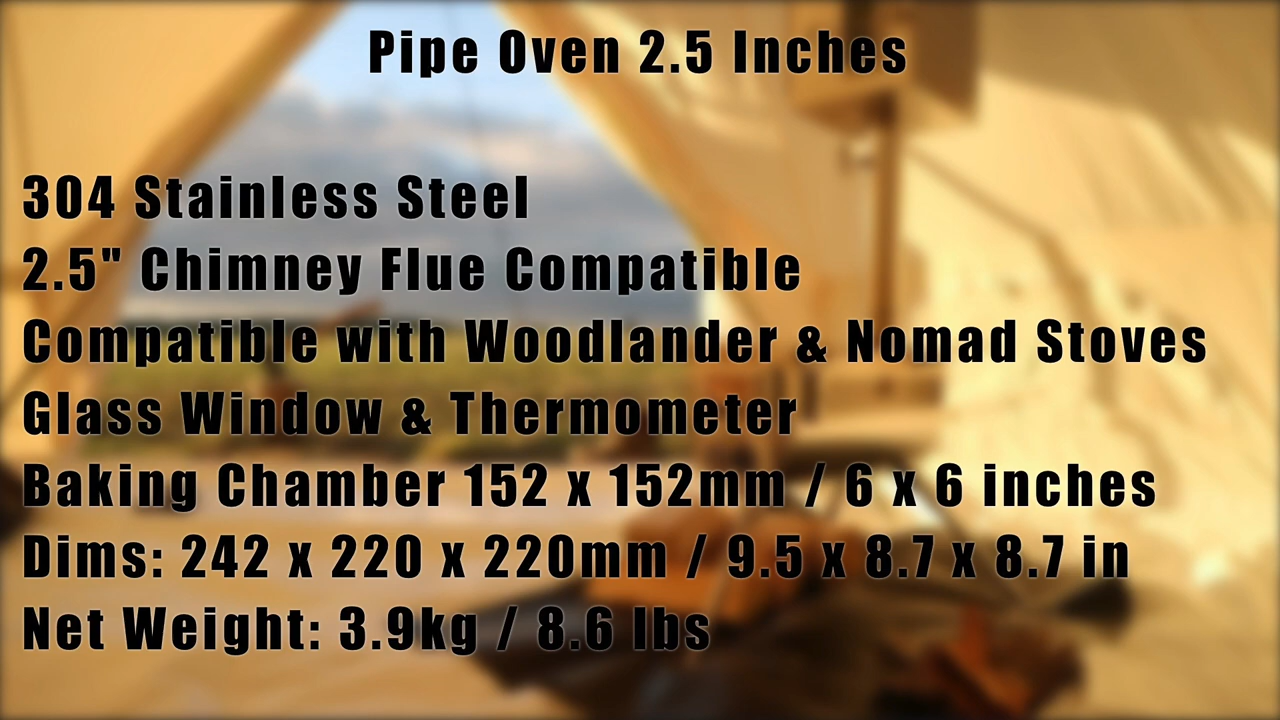 Pipe Oven 2.5 Inches
304 Stainless Steel
2.5" Chimney Flue Compatible
Compatible with Woodlander & Nomad Stoves
Glass Window & Thermometer
Baking Chamber 152 x 152mm / 6 x 6 inches
Dims: 242 x 220 x 220mm / 9.5 x 8.7 x 8.7 in
Net Weight: 3.9kg / 8.6 lbs